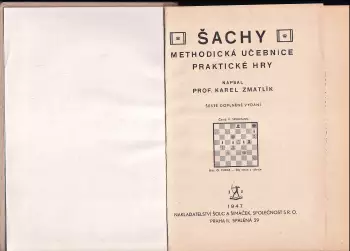 ŠACHY
METHODICKÁ UČEBNICE
PRAKTICKÉ HRY
NAPSAL
PROF. KAREL ZMATLÍK
ŠESTÉ DOPLNĚNÉ VYDÁNÍ
1947
NAKLADATELSTVÍ ŠOLC A ŠIMÁČEK, SPOLEČNOST S R. O.
PRAHA II, SPÁLENÁ 29